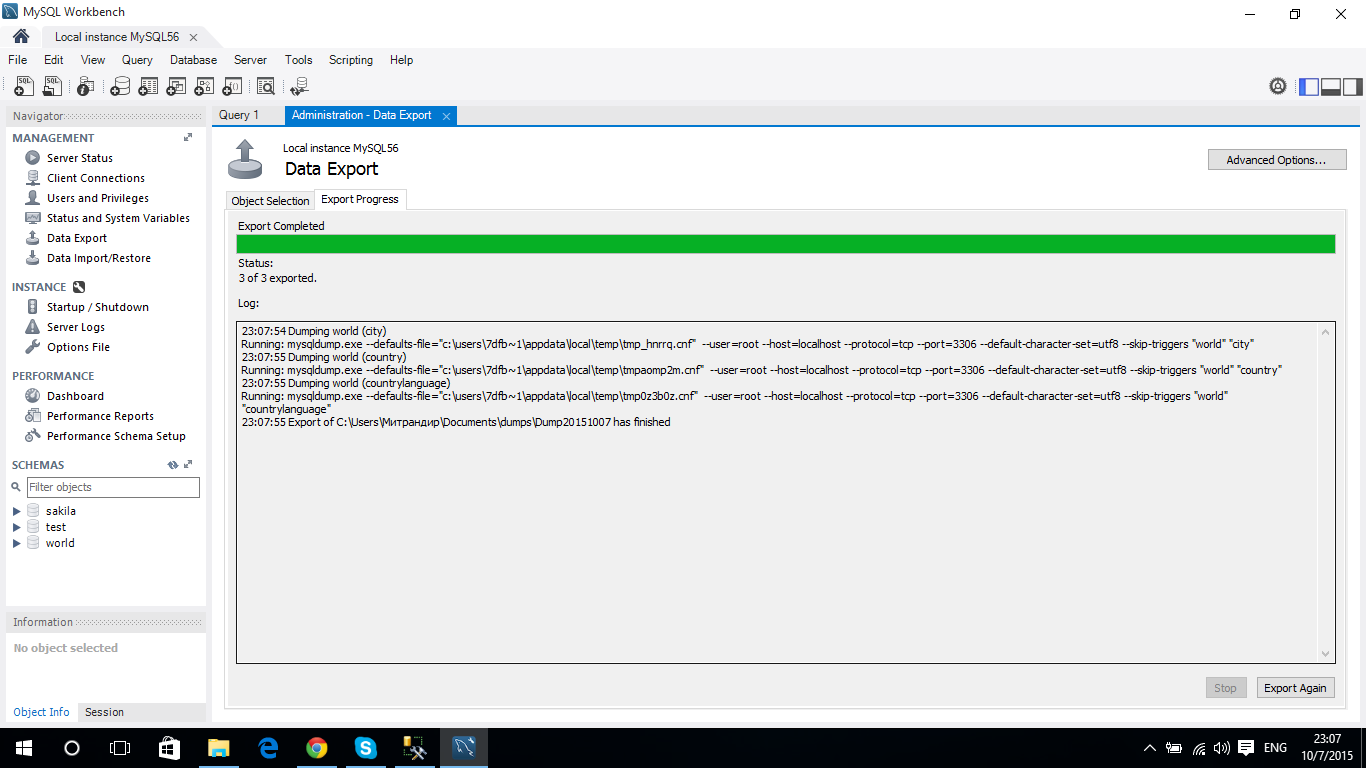 MySQL Workbench
Local instance MySQL56
File Edit View Query Database Server Tools Scripting Help
Navigator
MANAGEMENT
Server Status
Client Connections
Users and Privileges
Status and System Variables
Data Export
Data Import/Restore
INSTANCE
Startup / Shutdown
Server Logs
Options File
PERFORMANCE
Dashboard
Performance Reports
Performance Schema Setup
SCHEMAS
Filter objects
sakila
test
world
Information
No object selected
Object Info Session
Query 1 Administration - Data Export
Local instance MySQL56
Data Export
Advanced Options...
Object Selection Export Progress
Export Completed
Status:
3 of 3 exported.
Log:
23:07:54 Dumping world (city)
Running: mysqldump.exe --defaults-file="c:\users\7dfb~1\appdata\local\temp\tmp_hnrrq.cnf"  --user=root --host=localhost --protocol=tcp --port=3306 --default-character-set=utf8 --skip-triggers "world" "city"
23:07:55 Dumping world (country)
Running: mysqldump.exe --defaults-file="c:\users\7dfb~1\appdata\local\temp\tmpaomp2m.cnf"  --user=root --host=localhost --protocol=tcp --port=3306 --default-character-set=utf8 --skip-triggers "world" "country"
23:07:55 Dumping world (countrylanguage)
Running: mysqldump.exe --defaults-file="c:\users\7dfb~1\appdata\local\temp\tmp0z3b0z.cnf"  --user=root --host=localhost --protocol=tcp --port=3306 --default-character-set=utf8 --skip-triggers "world"
"countrylanguage"
23:07:55 Export of C:\Users\Митрандир\Documents\dumps\Dump20151007 has finished
Stop Export Again
ENG
23:07
10/7/2015